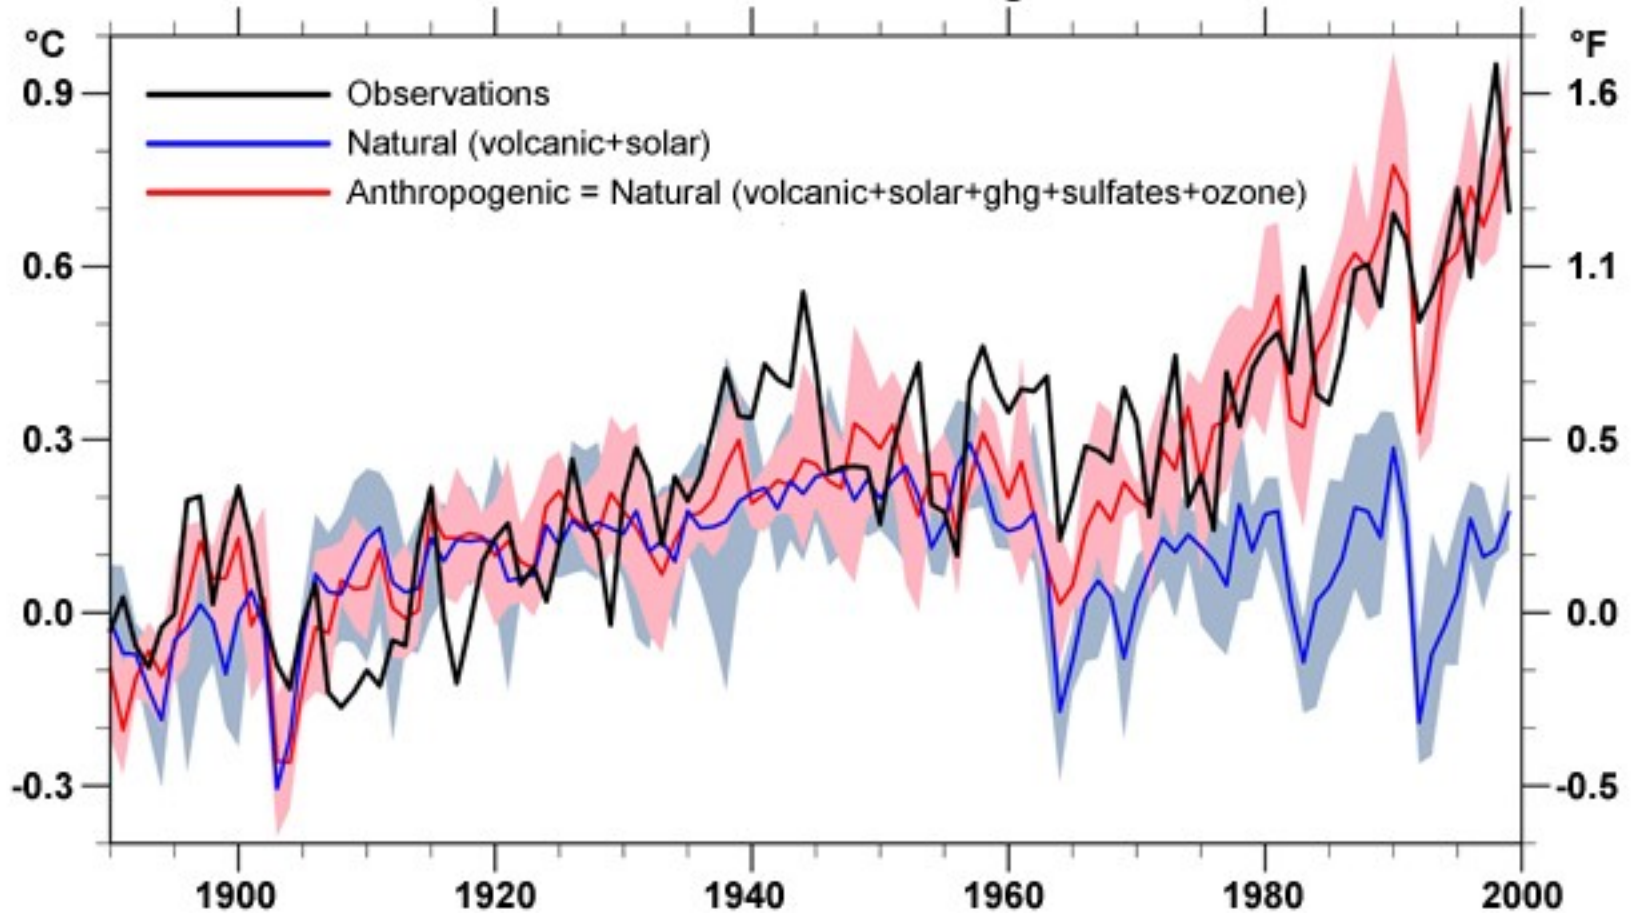 °C
°F
0.9
1.6
Observations
Natural (volcanic+solar)
Anthropogenic = Natural (volcanic+solar+ghg+sulfates+ozone)
0.6
1.1
0.3
0.5
0.0
0.0
-0.3
-0.5
1900 1920 1940 1960 1980 2000